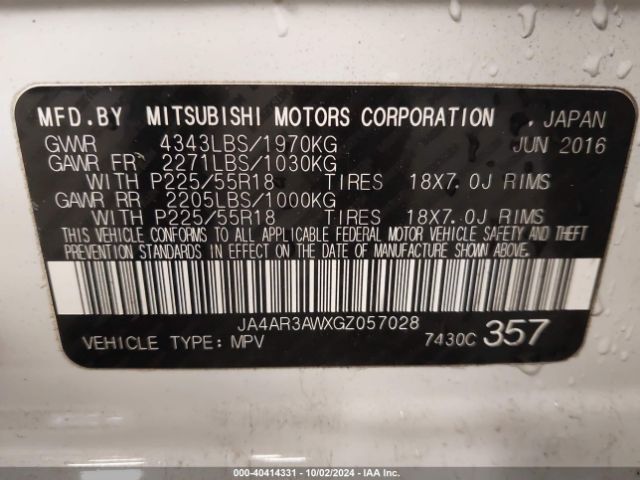 MFD.BY MITSUBISHI MOTORS CORPORATION , JAPAN
GVWR 4343LBS/1970KG JUN 2016
GAWR FR 2271LBS/1030KG
WITH P225/55R18 TIRES 18X7.0J RIMS
GAWR RR 2205LBS/1000KG
WITH P225/55R18 TIRES 18X7.0J RIMS
THIS VEHICLE CONFORMS TO ALL APPLICABLE FEDERAL MOTOR VEHICLE SAFETY AND THEFT
PREVENTION STANDARDS IN EFFECT ON THE DATE OF MANUFACTURE SHOWN ABOVE.
JA4AR3AWXGZ057028
VEHICLE TYPE: MPV 7430C 357
000-40414331 - 10/02/2024 - IAA, Inc.